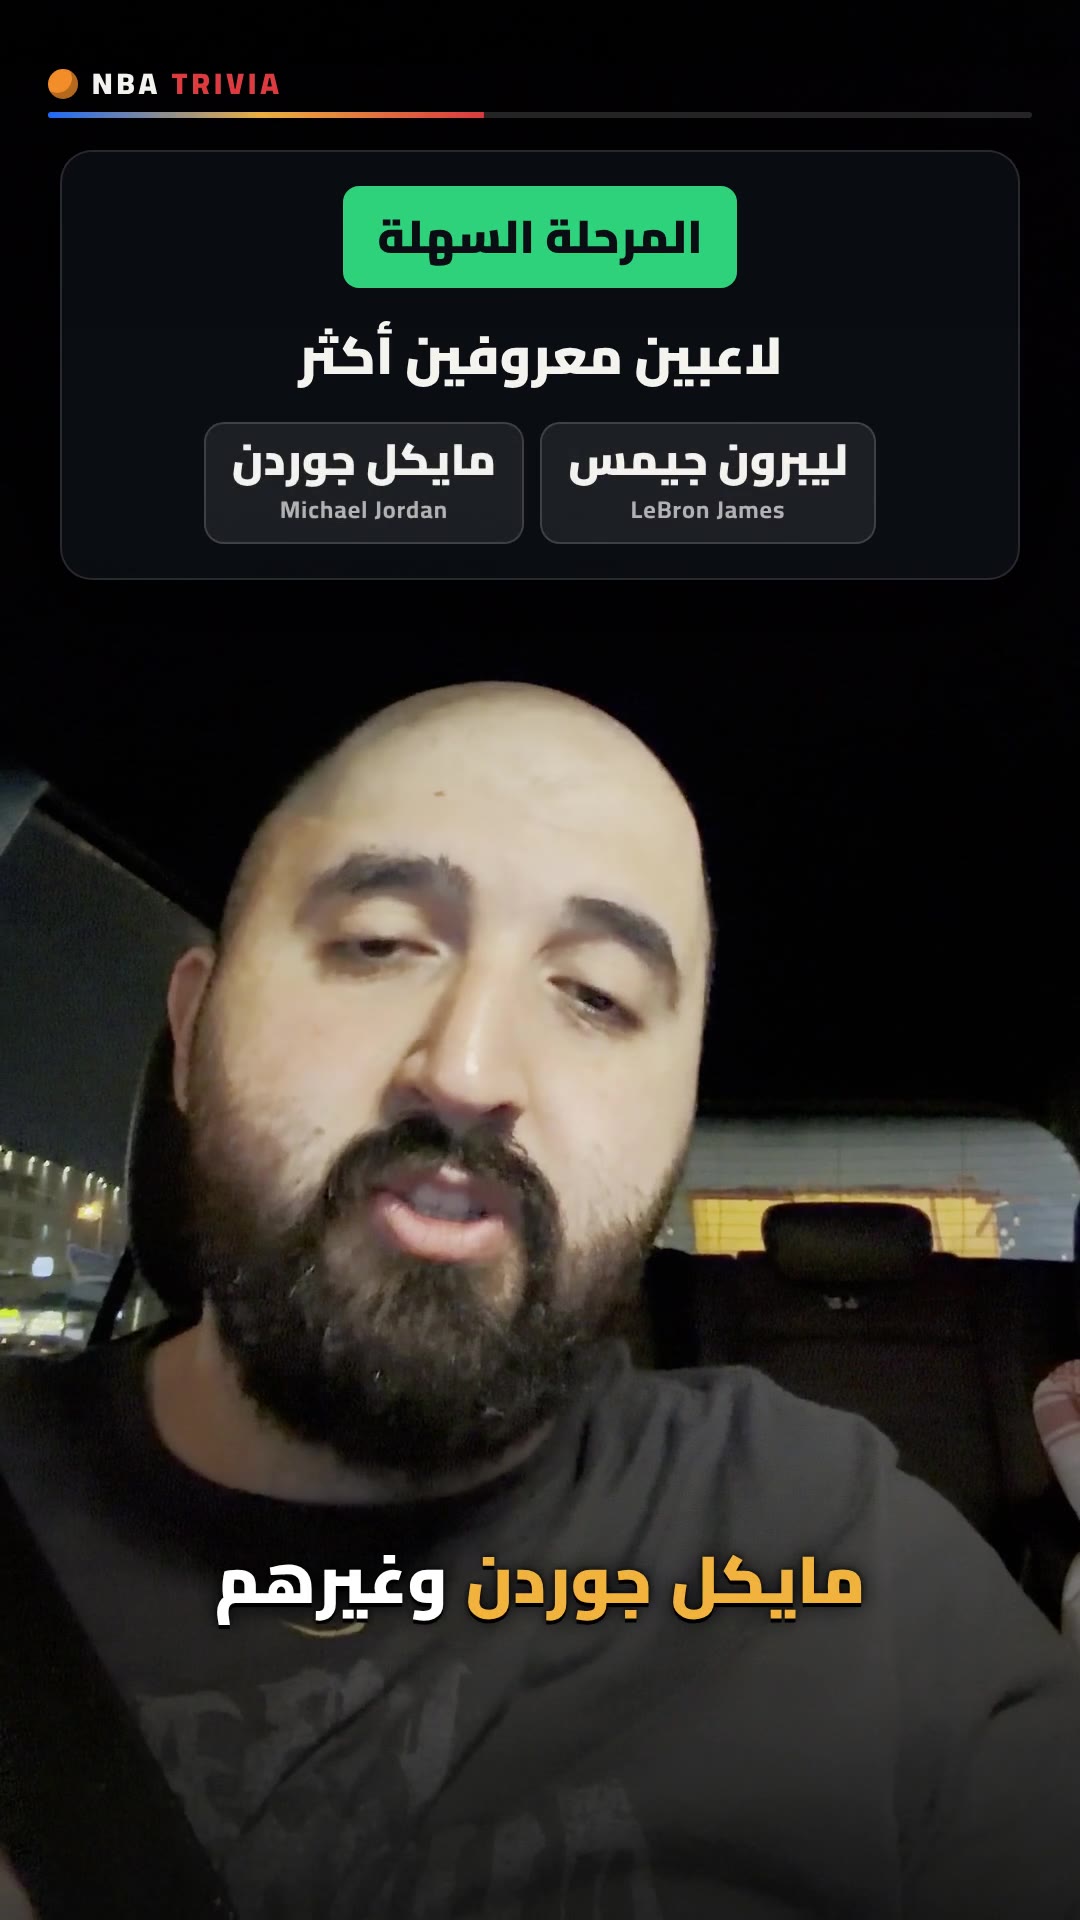 NBA TRIVIA
المرحلة السهلة
لاعبين معروفين أكثر
ليبرون جيمس
LeBron James
مايكل جوردن
Michael Jordan
مايكل جوردن وغيرهم